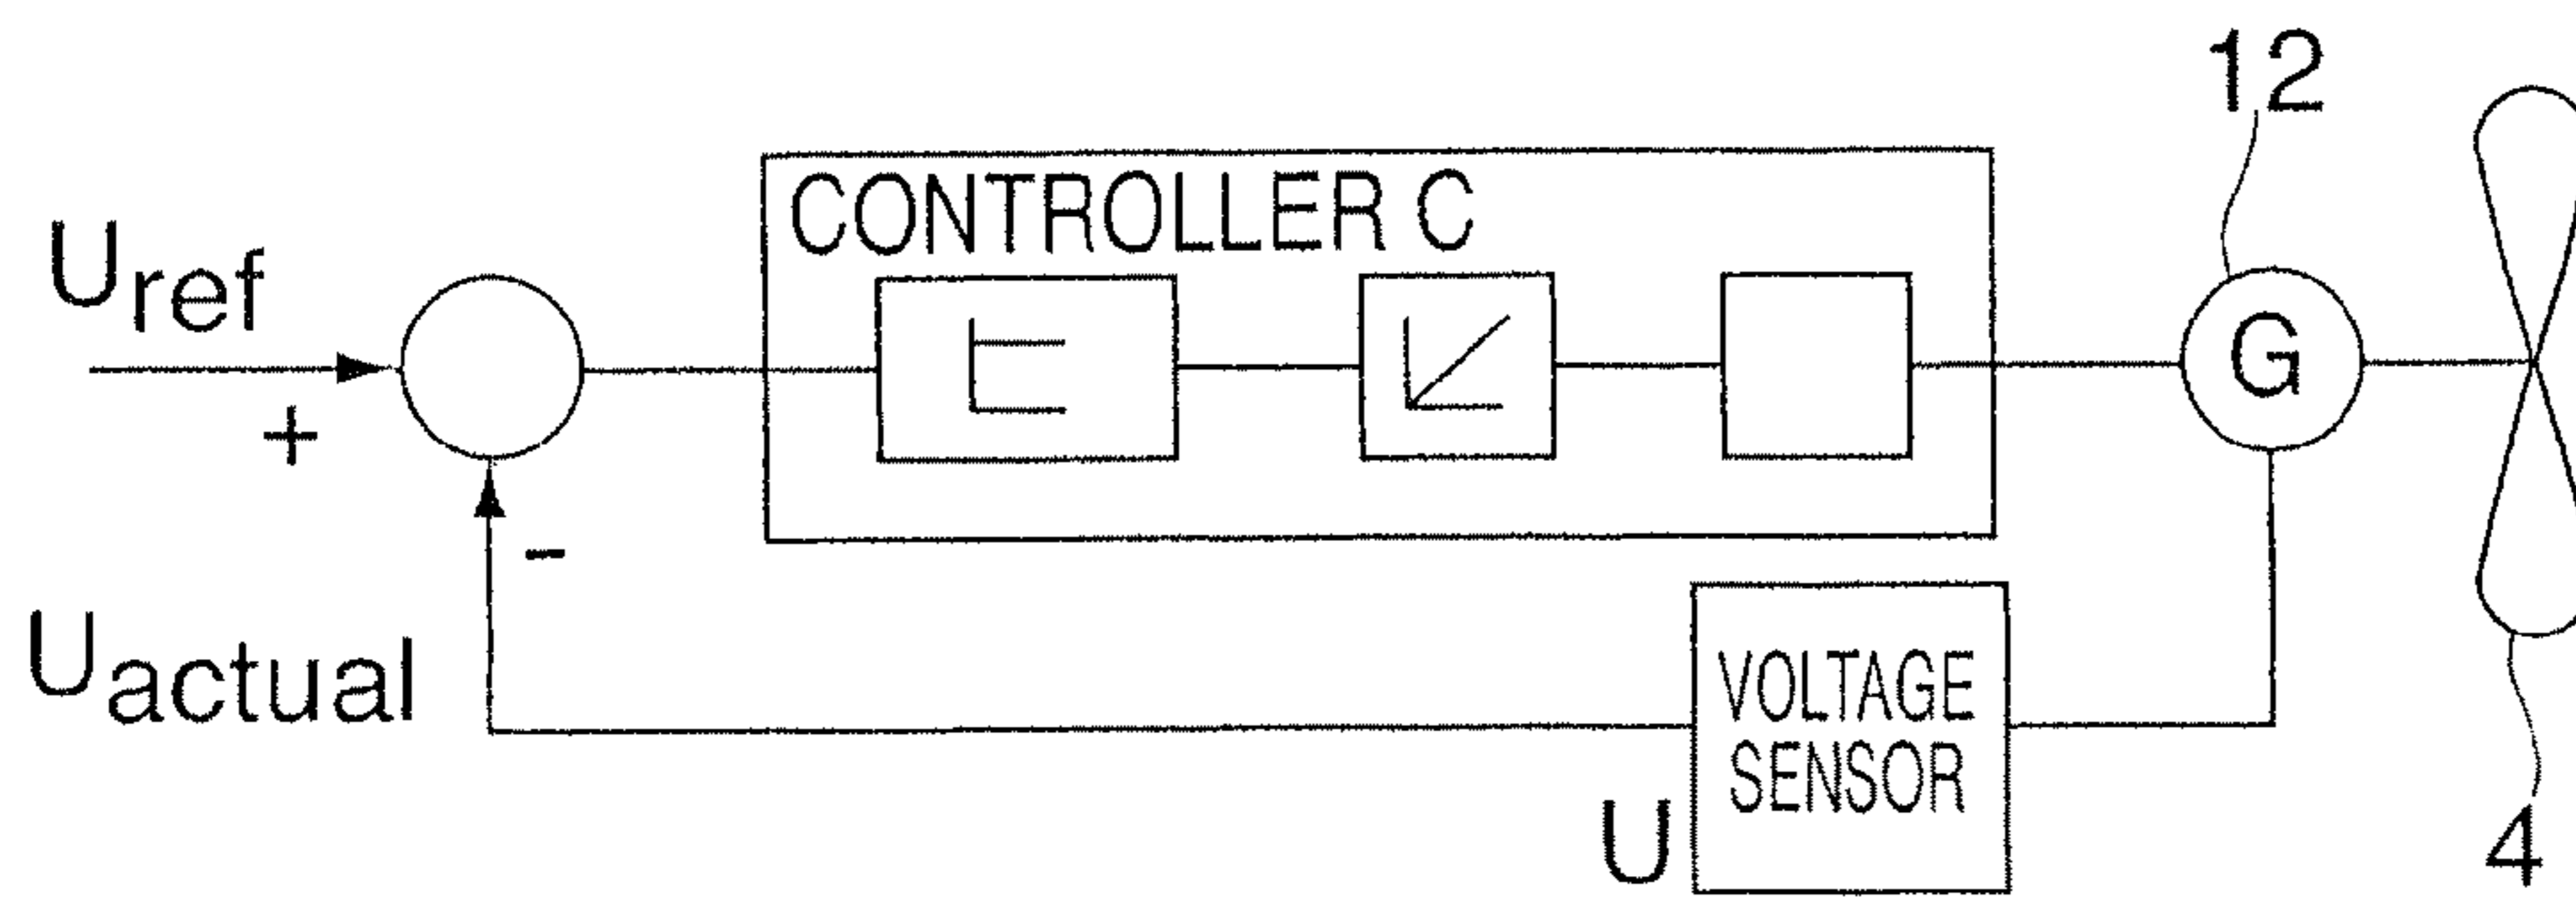 12
CONTROLLER C
Uref
+
G
-
Uactual
VOLTAGE
SENSOR
U
4